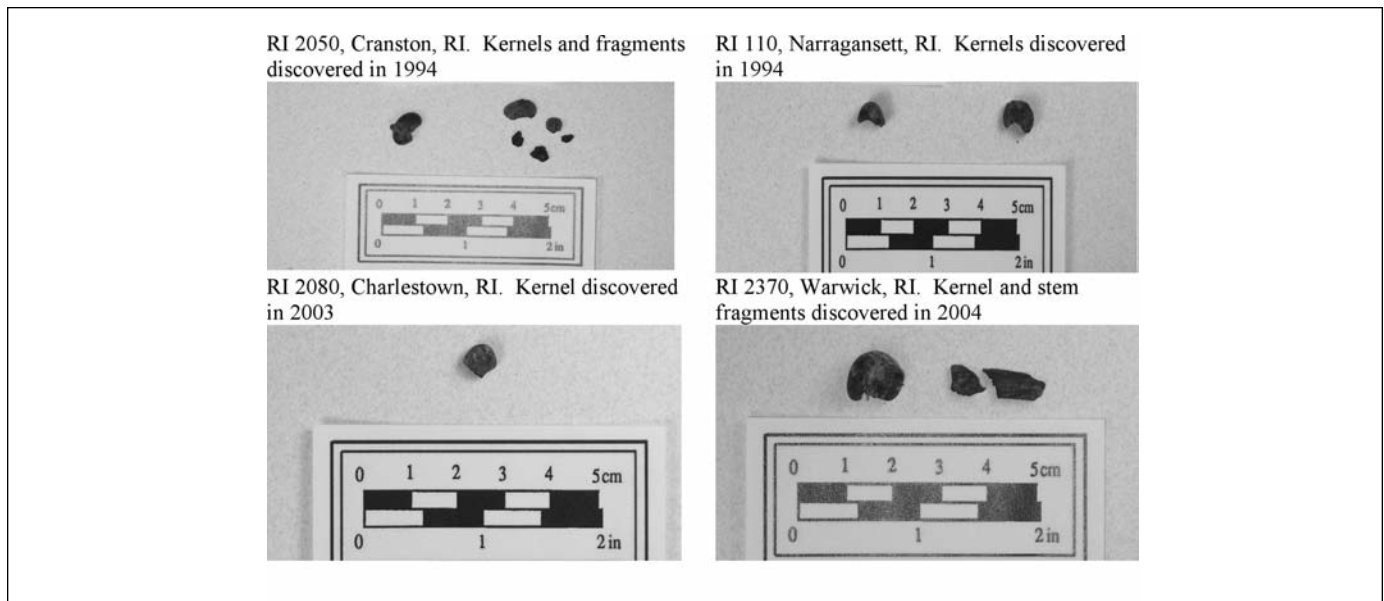 RI 2050, Cranston, RI. Kernels and fragments
discovered in 1994
0 1 2 3 4 5cm
0 1 2in
RI 110, Narragansett, RI. Kernels discovered
in 1994
0 1 2 3 4 5cm
0 1 2in
RI 2080, Charlestown, RI. Kernel discovered
in 2003
0 1 2 3 4 5cm
0 1 2in
RI 2370, Warwick, RI. Kernel and stem
fragments discovered in 2004
0 1 2 3 4 5cm
0 1 2in